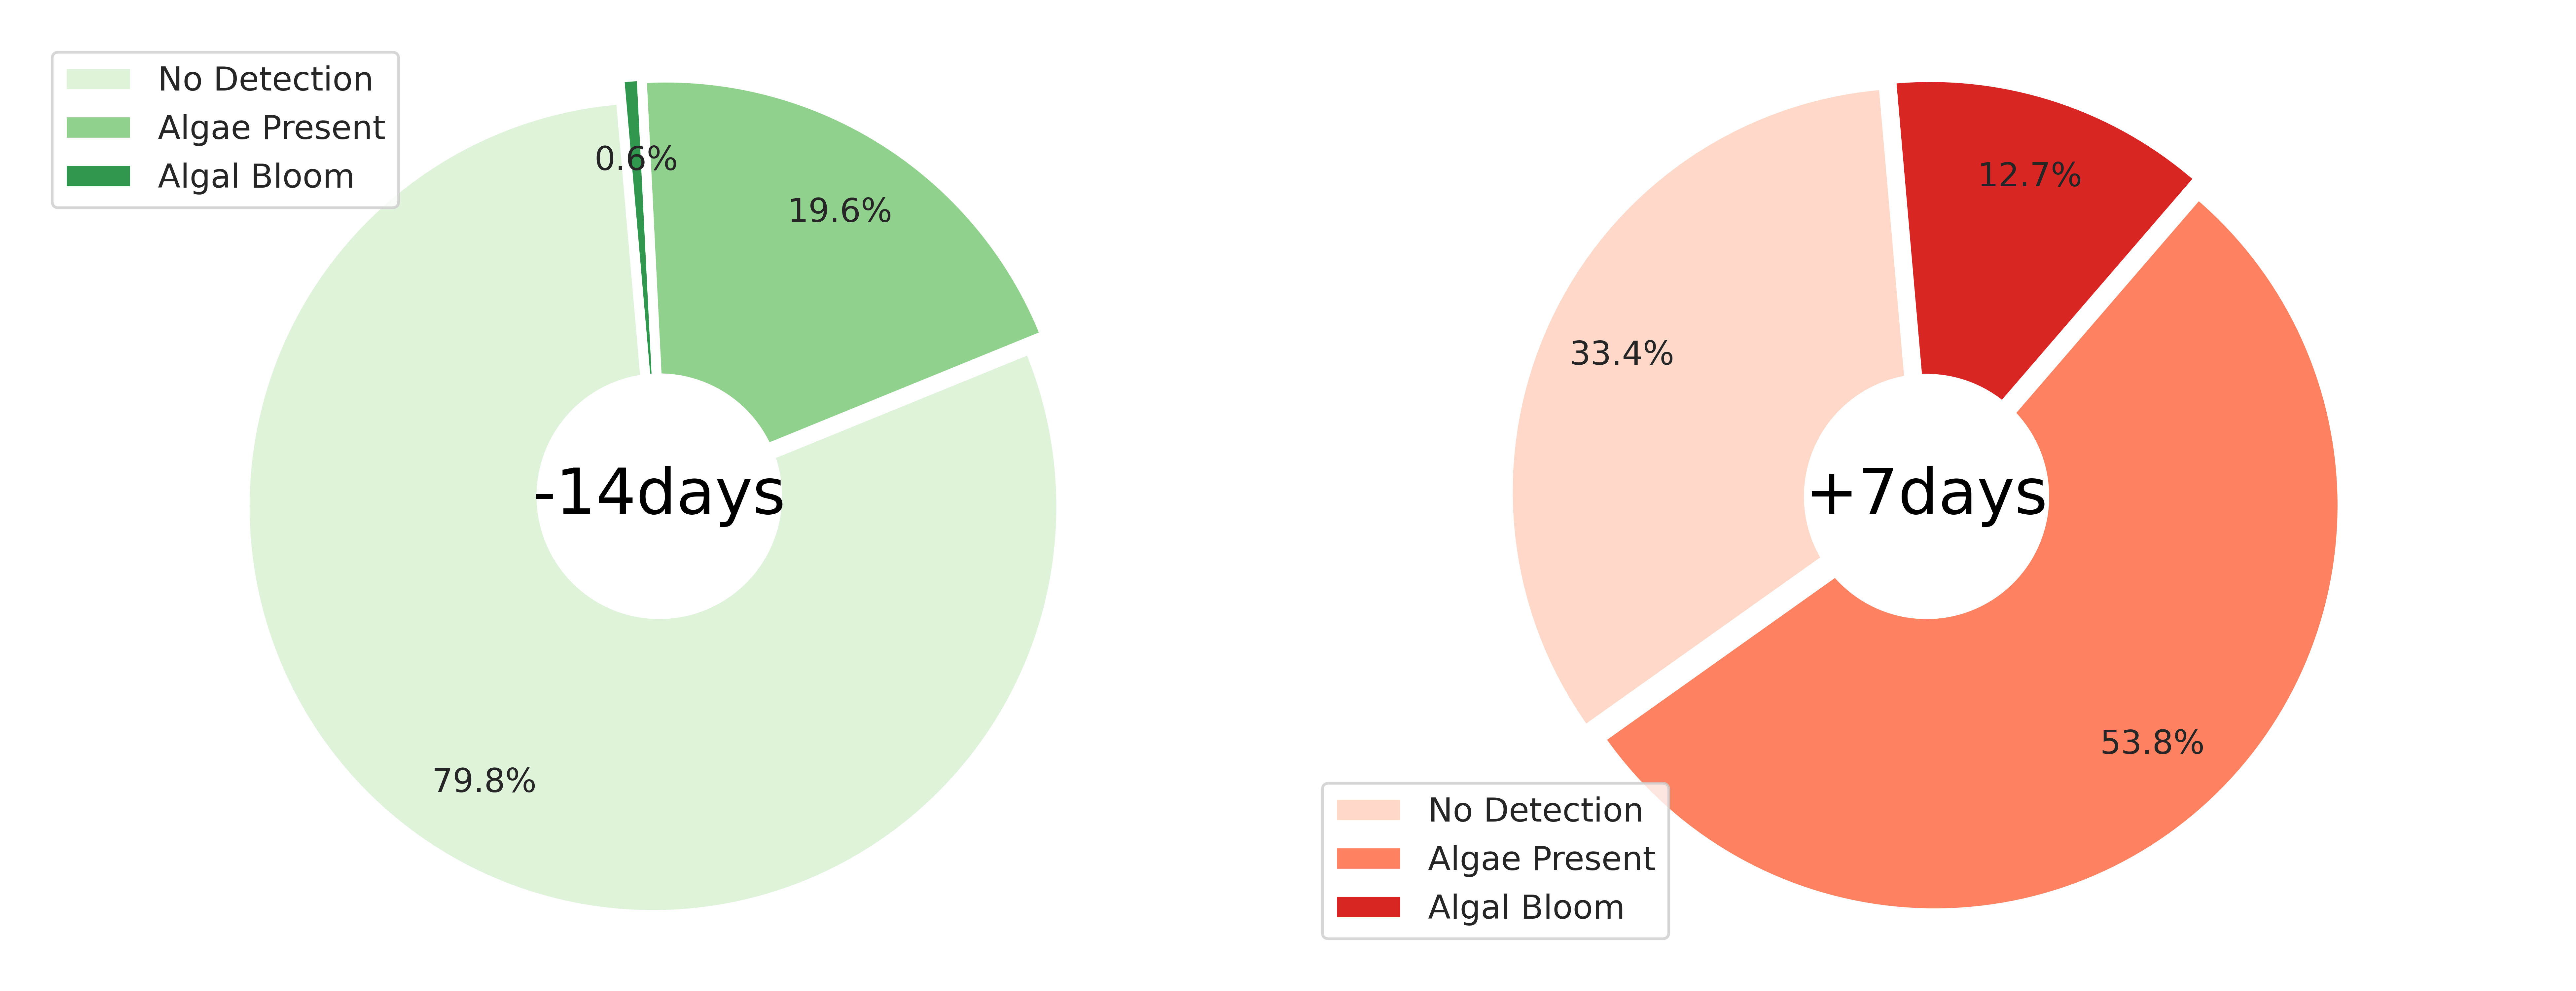 No Detection
Algae Present
Algal Bloom
0.6%
19.6%
-14days
79.8%
12.7%
33.4%
+7days
53.8%
No Detection
Algae Present
Algal Bloom